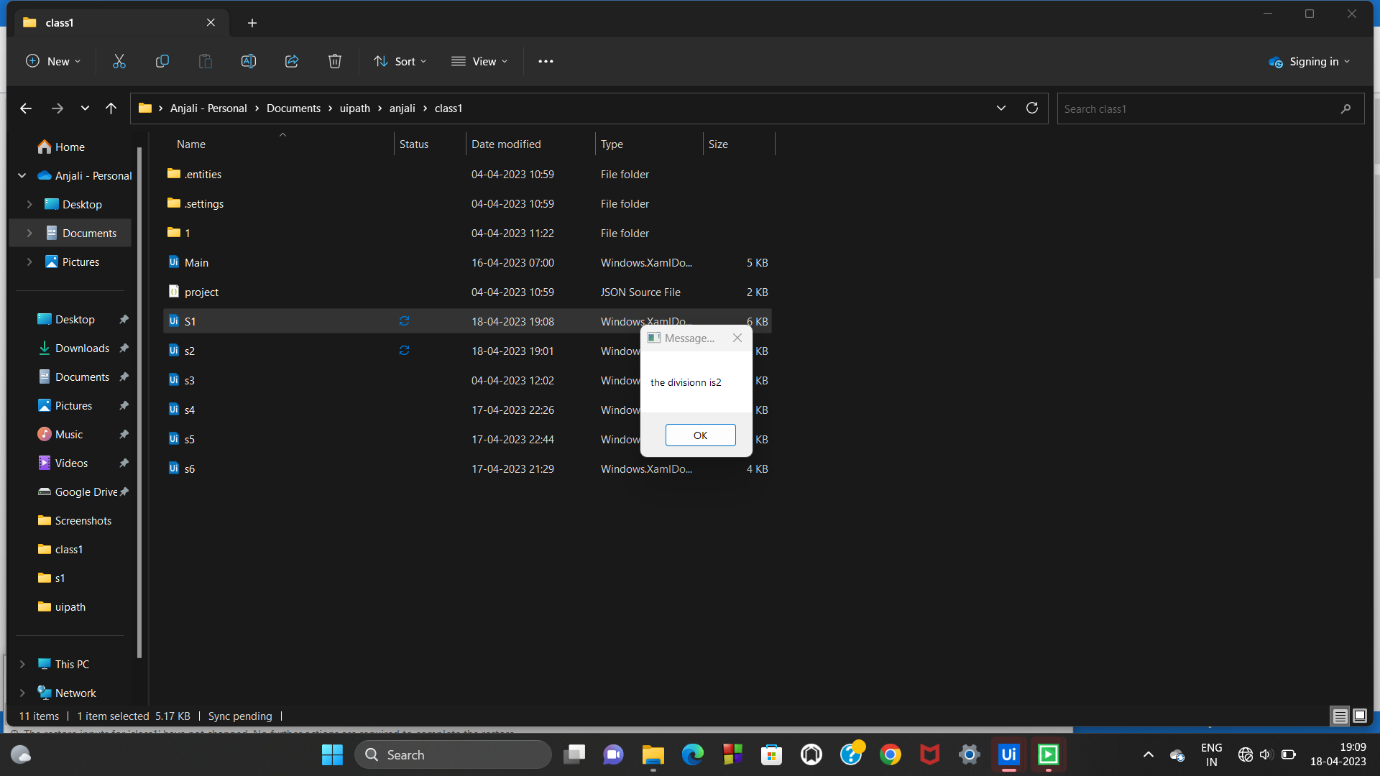 class1
New
Sort
View
Signing in
Anjali - Personal
Documents
uipath
anjali
class1
Search class1
Name Status Date modified Type Size
.entities 04-04-2023 10:59 File folder
.settings 04-04-2023 10:59 File folder
1 04-04-2023 11:22 File folder
Main 16-04-2023 07:00 Windows.XamlDo... 5 KB
project 04-04-2023 10:59 JSON Source File 2 KB
S1 18-04-2023 19:08 Windows.XamlDo... 6 KB
s2 18-04-2023 19:01 Window KB
s3 04-04-2023 12:02 Window KB
s4 17-04-2023 22:26 Window KB
s5 17-04-2023 22:44 Window KB
s6 17-04-2023 21:29 Windows.XamlDo... 4 KB
Message...
the divisionn is2
OK
Home
Anjali - Personal
Desktop
Documents
Pictures
Desktop
Downloads
Documents
Pictures
Music
Videos
Google Drive
Screenshots
class1
s1
uipath
This PC
Network
11 items
1 item selected 5.17 KB
Sync pending
Search
Ui
ENG
IN
19:09
18-04-2023